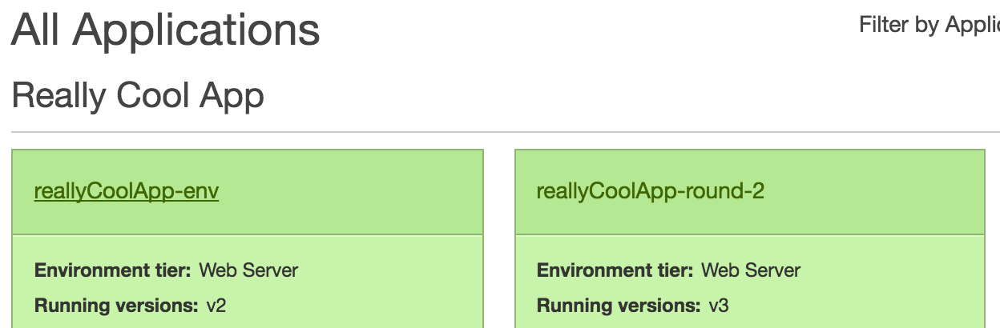 All Applications
Filter by Applic
Really Cool App
reallyCoolApp-env
Environment tier: Web Server
Running versions: v2
reallyCoolApp-round-2
Environment tier: Web Server
Running versions: v3